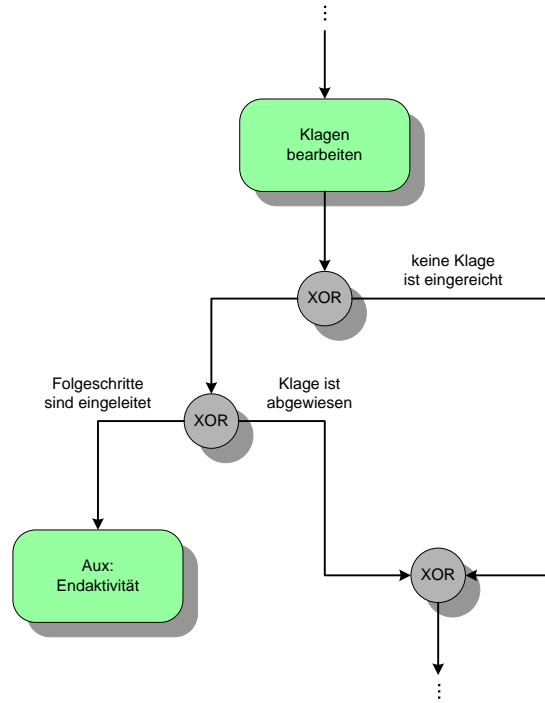 ⋮
Klagen
bearbeiten
keine Klage
ist eingereicht
XOR
Folgeschritte
sind eingeleitet
Klage ist
abgewiesen
XOR
Aux:
Endaktivität
XOR
⋮